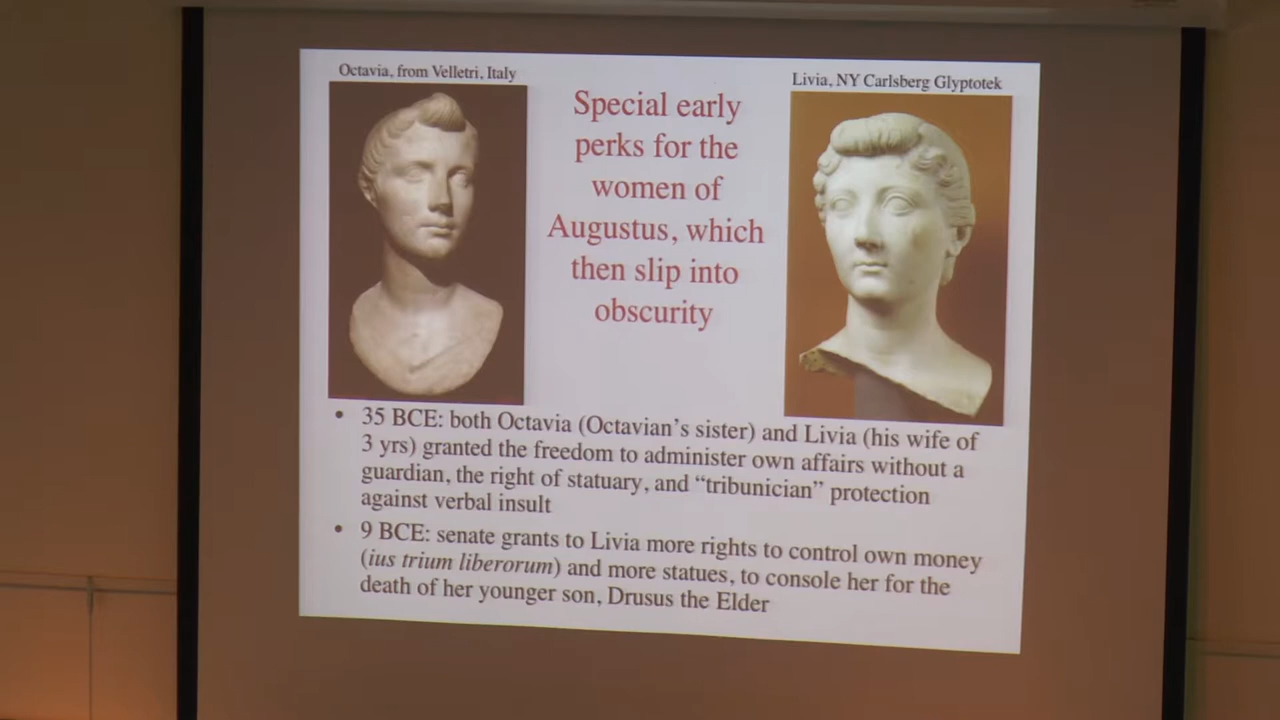 Octavia, from Velletri, Italy
Livia, NY Carlsberg Glyptotek
Special early
perks for the
women of
Augustus, which
then slip into
obscurity
• 35 BCE: both Octavia (Octavian’s sister) and Livia (his wife of
3 yrs) granted the freedom to administer own affairs without a
guardian, the right of statuary, and “tribunician” protection
against verbal insult
• 9 BCE: senate grants to Livia more rights to control own money
(ius trium liberorum) and more statues, to console her for the
death of her younger son, Drusus the Elder